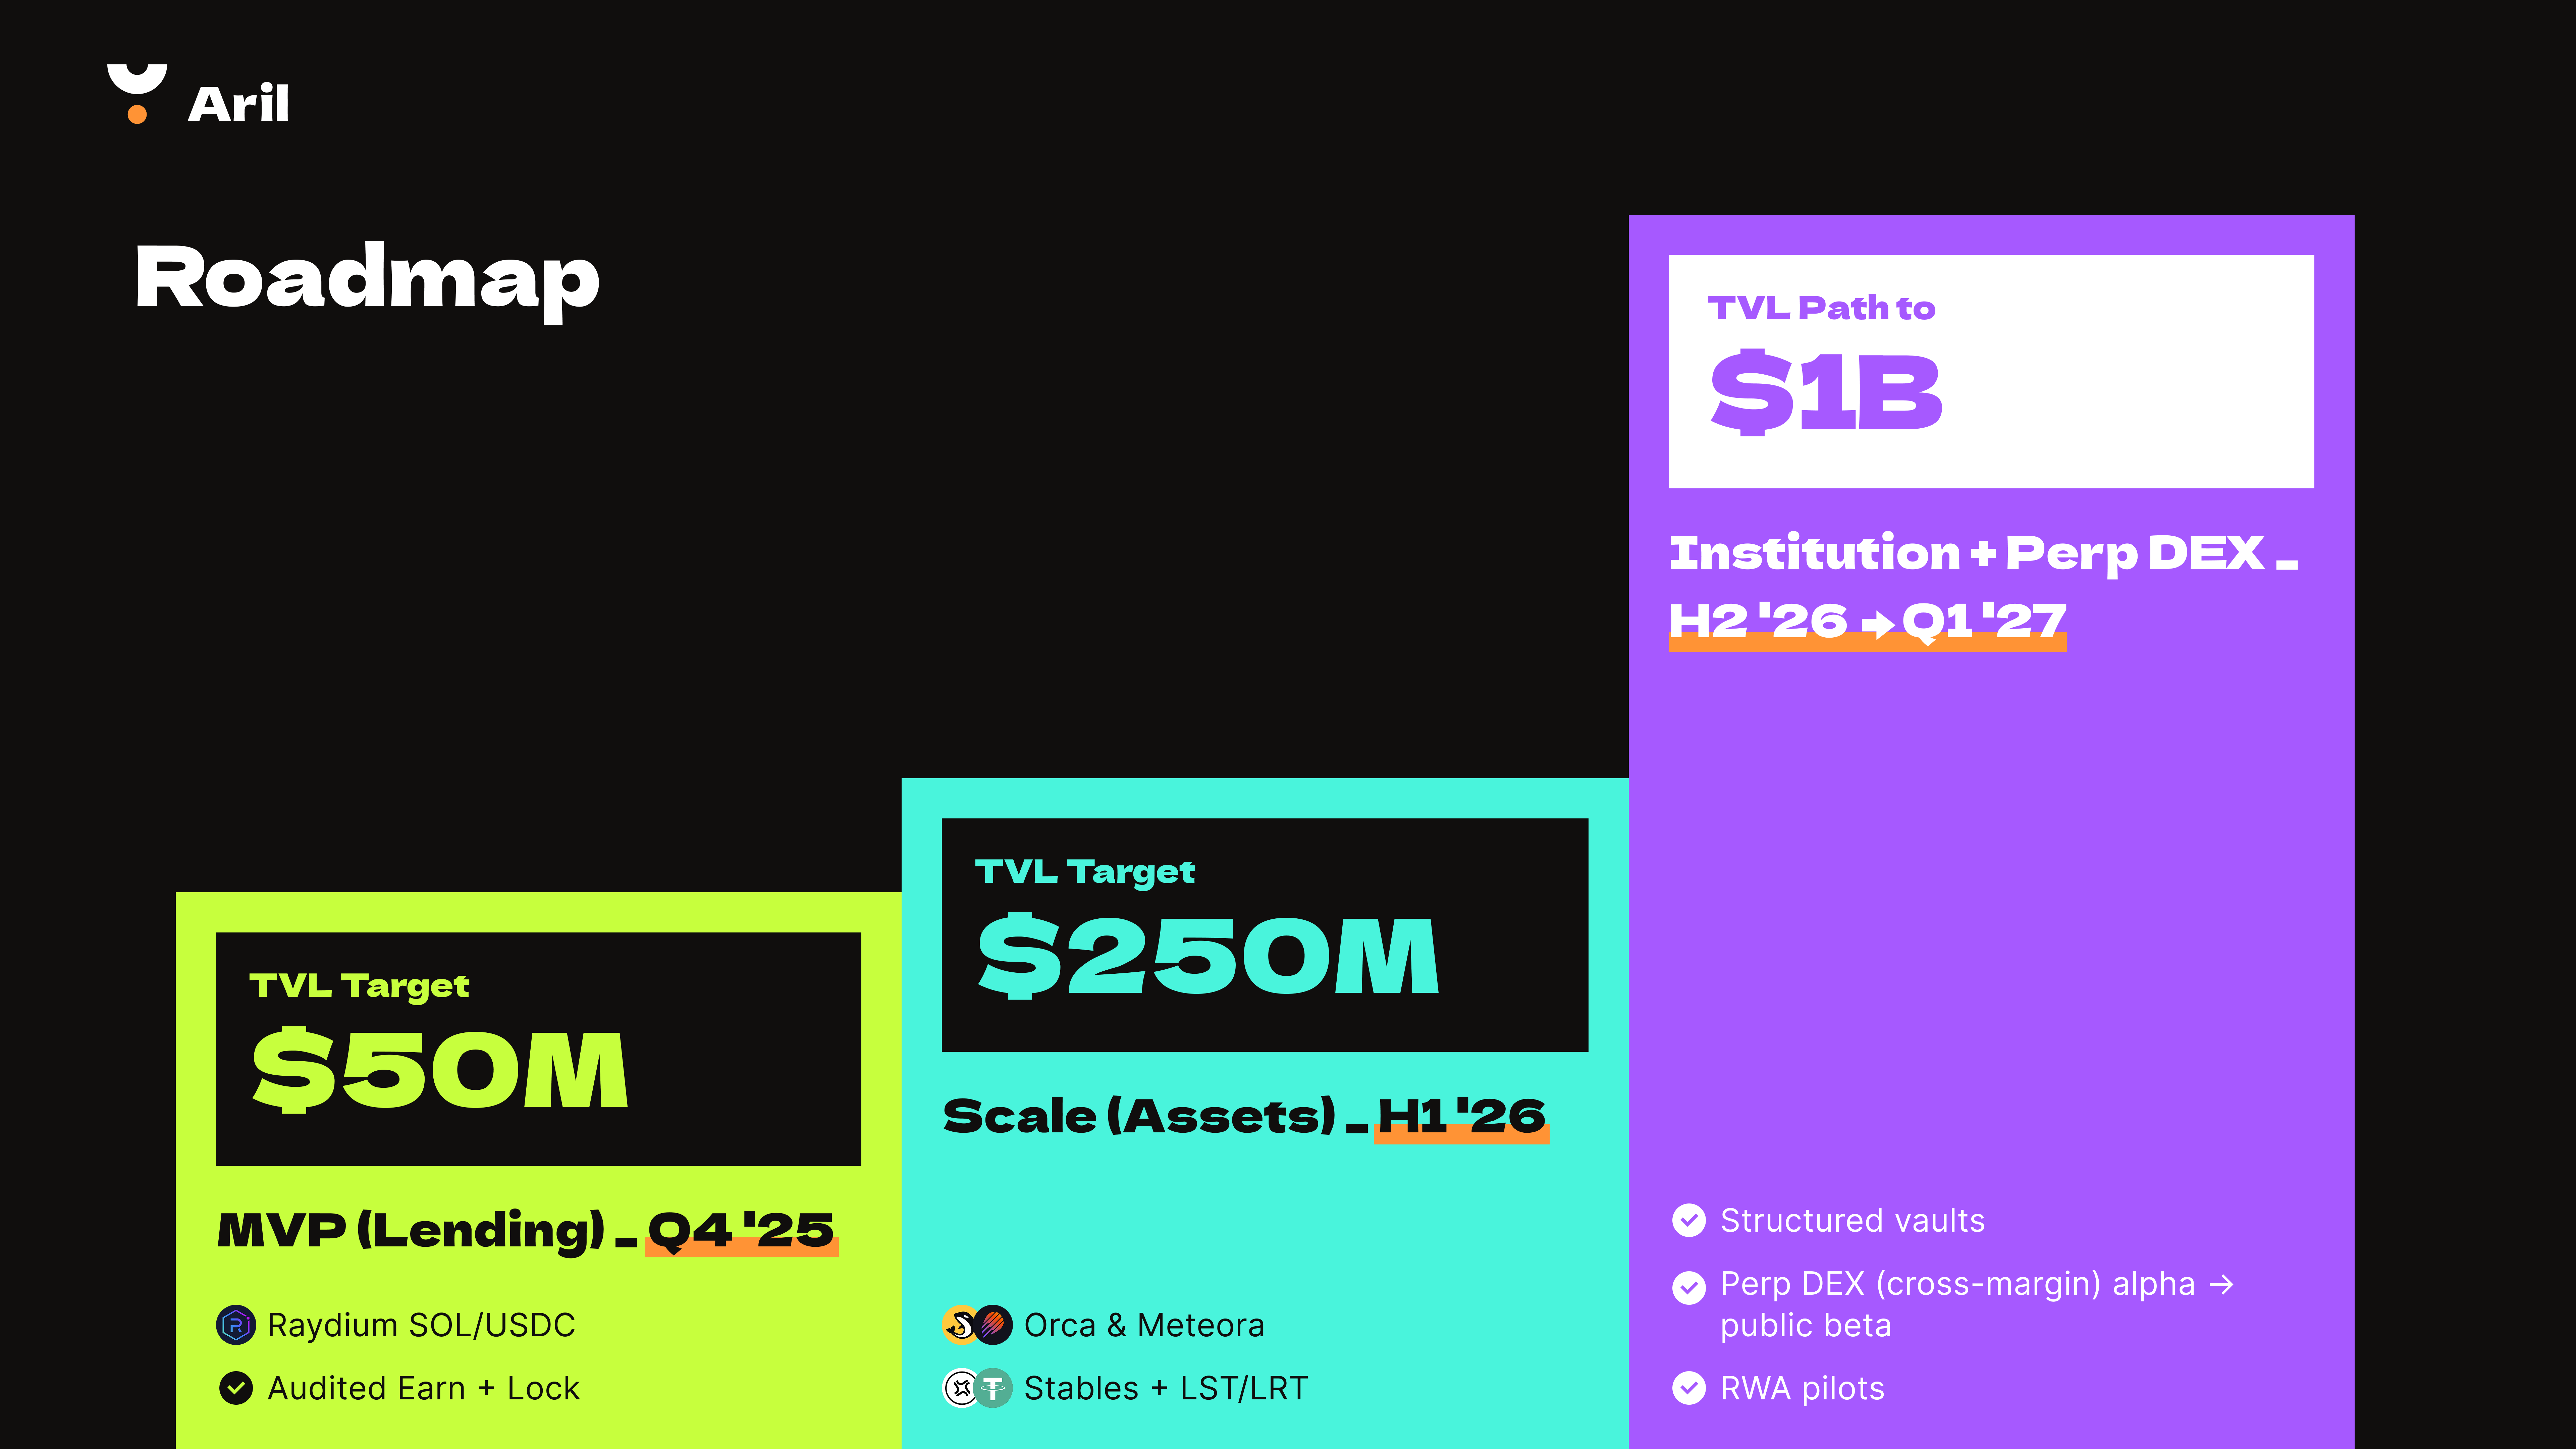 Aril
Roadmap
TVL Target
$50M
MVP (Lending) - Q4 '25
Raydium SOL/USDC
Audited Earn + Lock
TVL Target
$250M
Scale (Assets) - H1 '26
Orca & Meteora
Stables + LST/LRT
TVL Path to
$1B
Institution + Perp DEX -
H2 '26 → Q1 '27
Structured vaults
Perp DEX (cross-margin) alpha →
public beta
RWA pilots